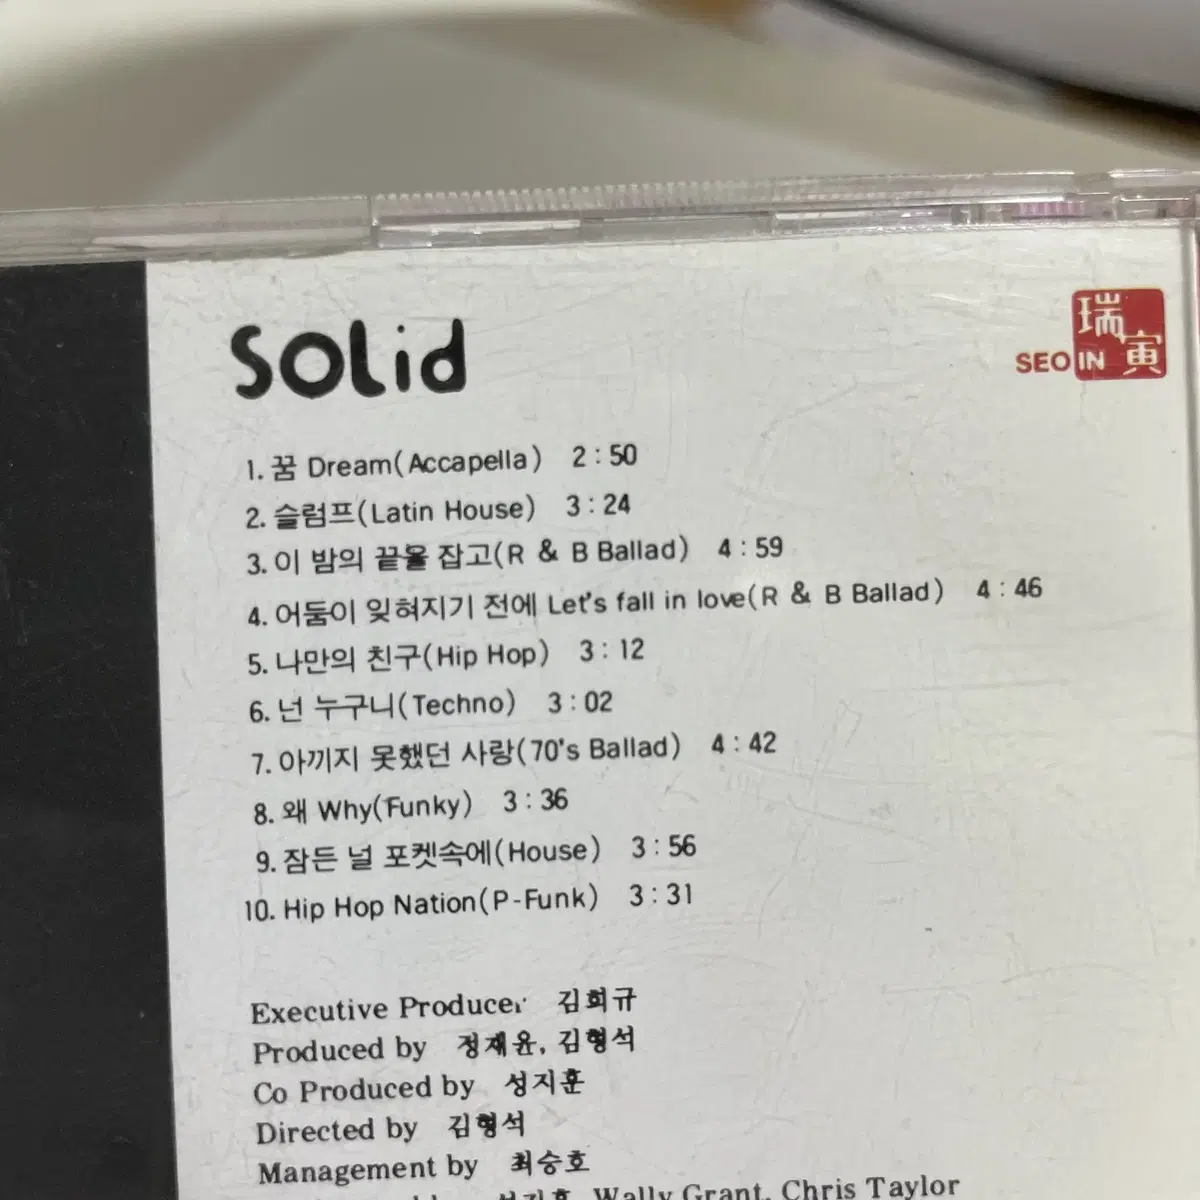 solid
瑞寅
SEO IN
1. 꿈 Dream(Accapella) 2 : 50
2. 슬럼프(Latin House) 3 : 24
3. 이 밤의 끝을 잡고(R & B Ballad) 4 : 59
4. 어둠이 잊혀지기 전에 Let's fall in love(R & B Ballad) 4 : 46
5. 나만의 친구(Hip Hop) 3 : 12
6. 넌 누구니(Techno) 3 : 02
7. 아끼지 못했던 사랑(70's Ballad) 4 : 42
8. 왜 Why(Funky) 3 : 36
9. 잠든 널 포켓속에(House) 3 : 56
10. Hip Hop Nation(P-Funk) 3 : 31
Executive Producer 김희규
Produced by 정재윤, 김형석
Co Produced by 성지훈
Directed by 김형석
Management by 최승호
성지훈, Wally Grant, Chris Taylor